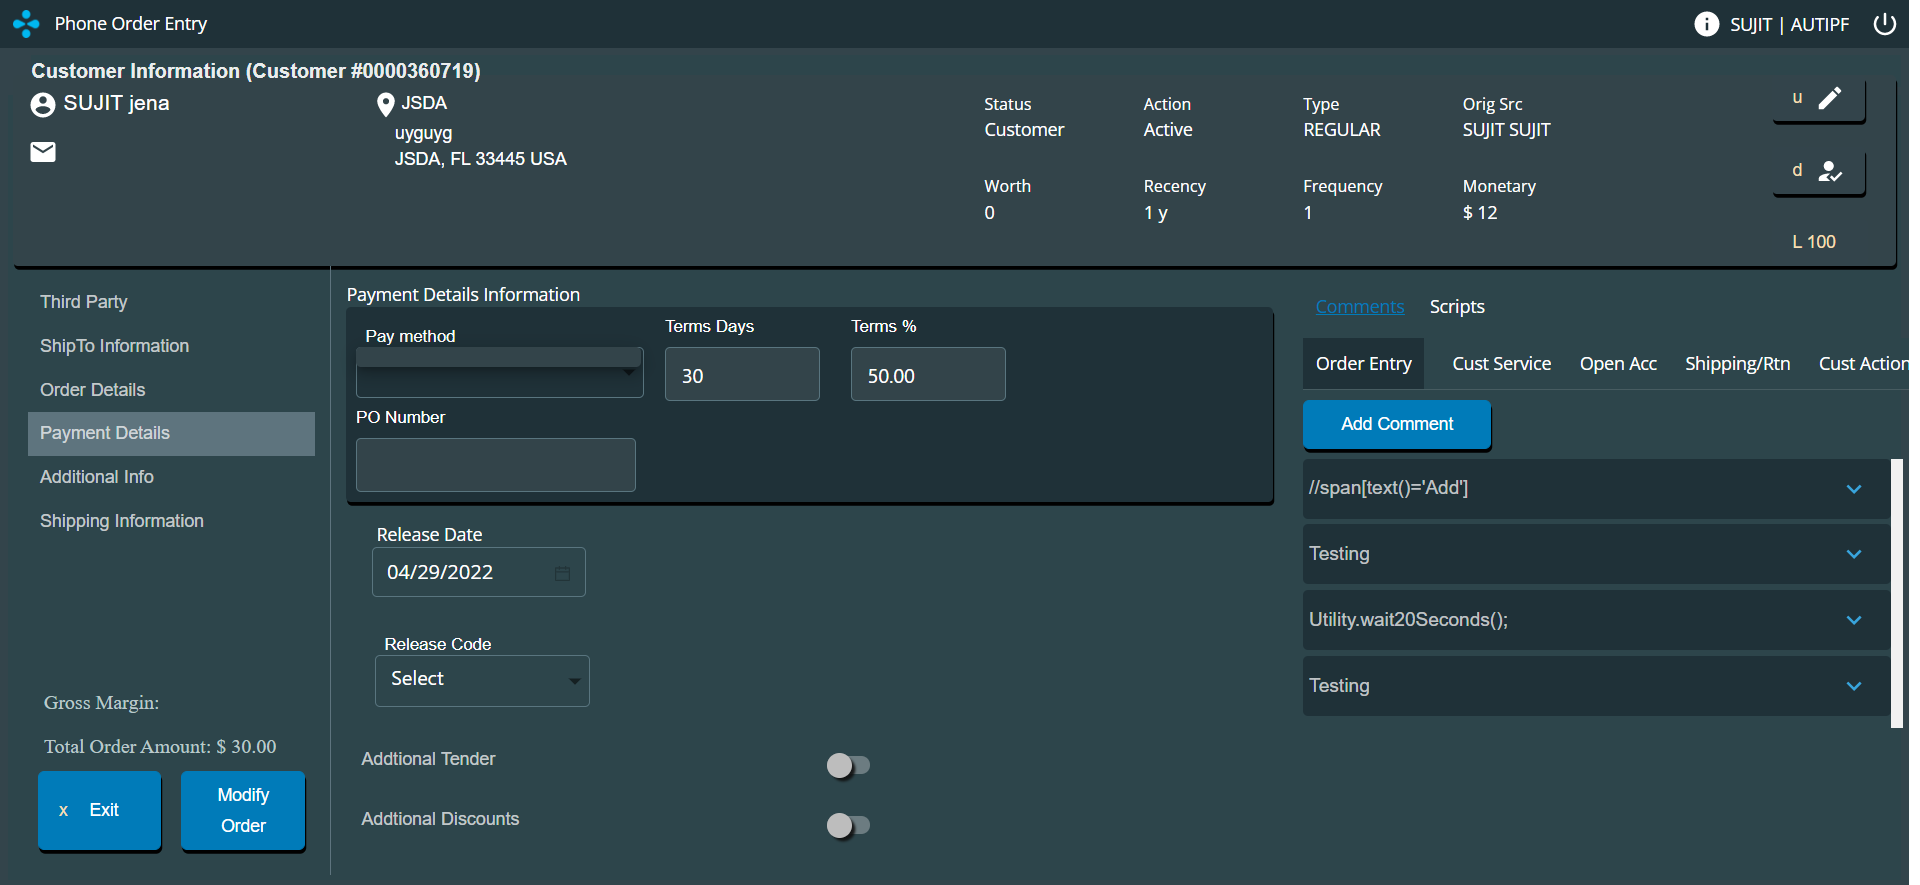 Phone Order Entry
SUJIT | AUTIPF
Customer Information (Customer #0000360719)
SUJIT jena
JSDA
uyguyg
JSDA, FL 33445 USA
Status
Customer
Action
Active
Type
REGULAR
Orig Src
SUJIT SUJIT
Worth
0
Recency
1 y
Frequency
1
Monetary
$ 12
u
d
L 100
Third Party
ShipTo Information
Order Details
Payment Details
Additional Info
Shipping Information
Gross Margin:
Total Order Amount: $ 30.00
x Exit
Modify
Order
Payment Details Information
Pay method
Terms Days
30
Terms %
50.00
PO Number
Release Date
04/29/2022
Release Code
Select
Addtional Tender
Addtional Discounts
Comments Scripts
Order Entry Cust Service Open Acc Shipping/Rtn Cust Action
Add Comment
//span[text()='Add']
Testing
Utility.wait20Seconds();
Testing